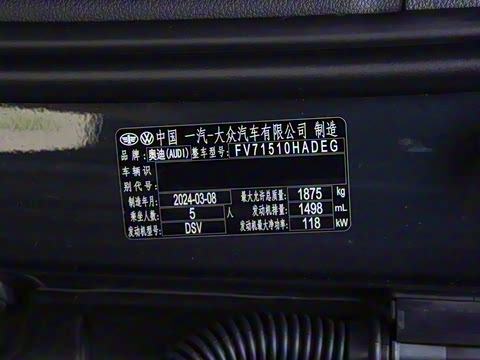 中国 一汽-大众汽车有限公司 制造
品牌: 奥迪(AUDI) 整车型号: FV71510HADEG
车辆识别代号:
制造年月: 2024-03-08 最大允许总质量: 1875 kg
乘坐人数: 5 人 发动机排量: 1498 mL
发动机型号: DSV 发动机最大净功率: 118 kW